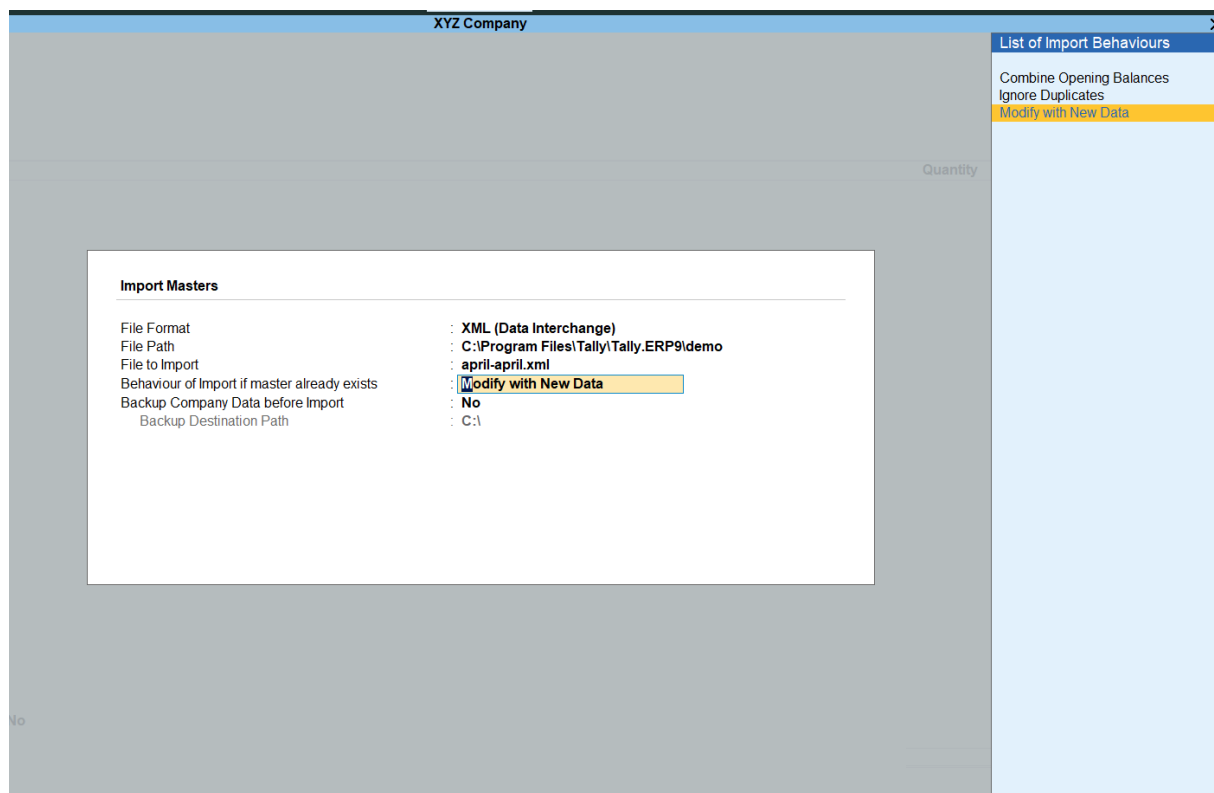 XYZ Company
List of Import Behaviours
Combine Opening Balances
Ignore Duplicates
Modify with New Data
Quantity
Import Masters
File Format : XML (Data Interchange)
File Path : C:\Program Files\Tally\Tally.ERP9\demo
File to Import : april-april.xml
Behaviour of Import if master already exists : Modify with New Data
Backup Company Data before Import : No
Backup Destination Path : C:\
No